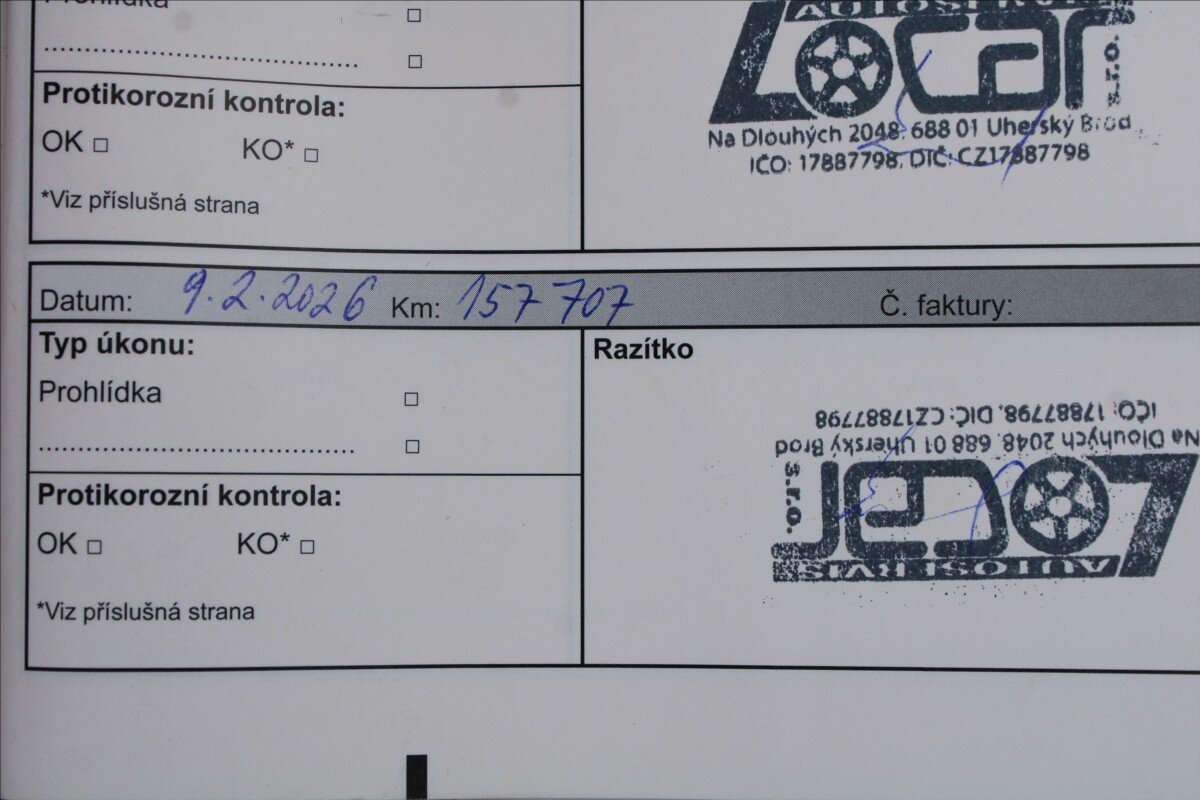 Prohlídka □
........................................ □
Protikorozní kontrola:
OK □ KO* □
*Viz příslušná strana
AUTOSERVIS
LOCAR s.r.o.
Na Dlouhých 2048, 688 01 Uherský Brod
IČO: 17887798, DIČ: CZ17887798
Datum: 9.2.2026 Km: 157 707 Č. faktury:
Typ úkonu:
Prohlídka □
........................................ □
Protikorozní kontrola:
OK □ KO* □
*Viz příslušná strana
Razítko
IČO: 17887798, DIČ: CZ17887798
Na Dlouhých 2048, 688 01 Uherský Brod
LOCAR s.r.o.
AUTOSERVIS